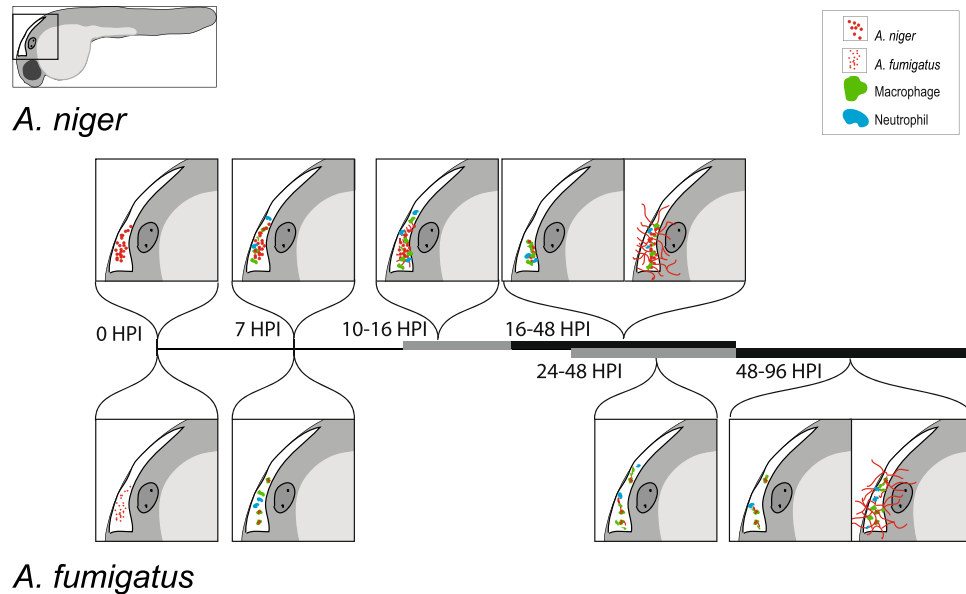 A. niger
A. fumigatus
Macrophage
Neutrophil
A. niger
0 HPI
7 HPI
10-16 HPI
16-48 HPI
24-48 HPI
48-96 HPI
A. fumigatus